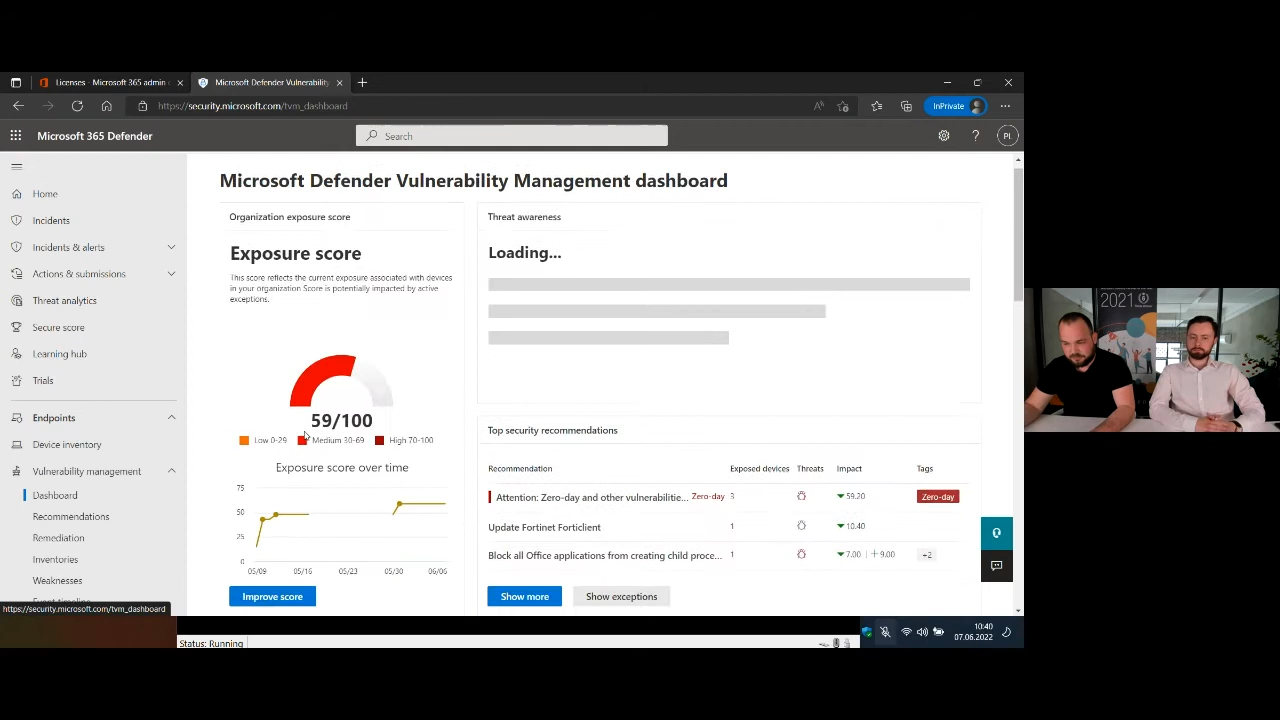 Licenses - Microsoft 365 admin c
Microsoft Defender Vulnerability
https://security.microsoft.com/tvm_dashboard
InPrivate
Microsoft 365 Defender
Search
PL
Home
Incidents
Incidents & alerts
Actions & submissions
Threat analytics
Secure score
Learning hub
Trials
Endpoints
Device inventory
Vulnerability management
Dashboard
Recommendations
Remediation
Inventories
Weaknesses
Event timeline
https://security.microsoft.com/tvm_dashboard
Microsoft Defender Vulnerability Management dashboard
Organization exposure score
Exposure score
This score reflects the current exposure associated with devices
in your organization Score is potentially impacted by active
exceptions.
59/100
Low 0-29 Medium 30-69 High 70-100
Exposure score over time
75
50
25
0
05/09 05/16 05/23 05/30 06/06
Improve score
Threat awareness
Loading...
Top security recommendations
Recommendation Exposed devices Threats Impact Tags
Attention: Zero-day and other vulnerabilitie... Zero-day 3 59.20 Zero-day
Update Fortinet Forticlient 1 10.40
Block all Office applications from creating child proce... 1 7.00 | 9.00 +2
Show more Show exceptions
Status: Running
10:40
07.06.2022
2021